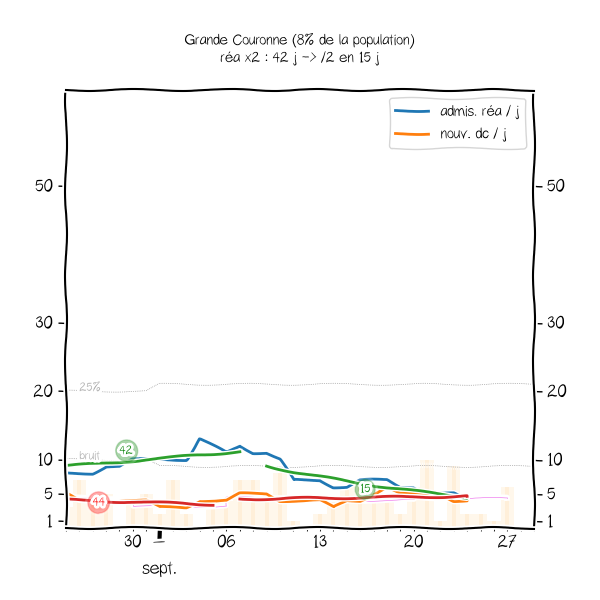 Grande Couronne (8% de la population)
réa x2 : 42 j -> /2 en 15 j
admis. réa / j
nouv. dc / j
50 50
30 30
25%
20 20
42
bruit
10 10
15
5 5
44
1 1
30 1 06 13 20 27
sept.